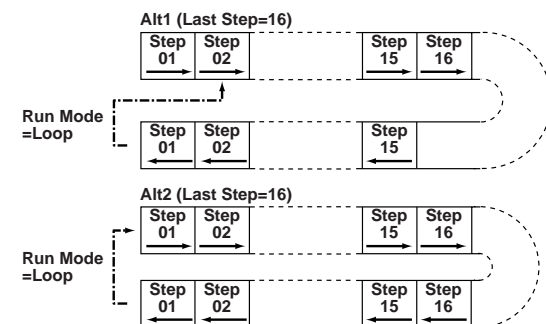 Alt1 (Last Step=16)
Step 01 Step 02 Step 15 Step 16
Run Mode =Loop
Step 01 Step 02 Step 15
Alt2 (Last Step=16)
Step 01 Step 02 Step 15 Step 16
Run Mode =Loop
Step 01 Step 02 Step 15 Step 16